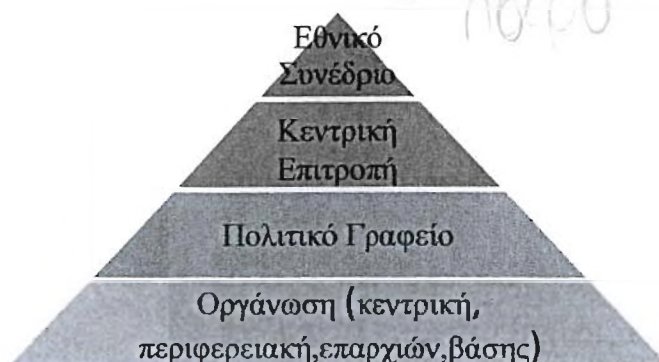 Εθνικό
Συνέδριο
Κεντρική
Επιτροπή
Πολιτικό Γραφείο
Οργάνωση (κεντρική,
περιφερειακή,επαρχιών,βάσης)